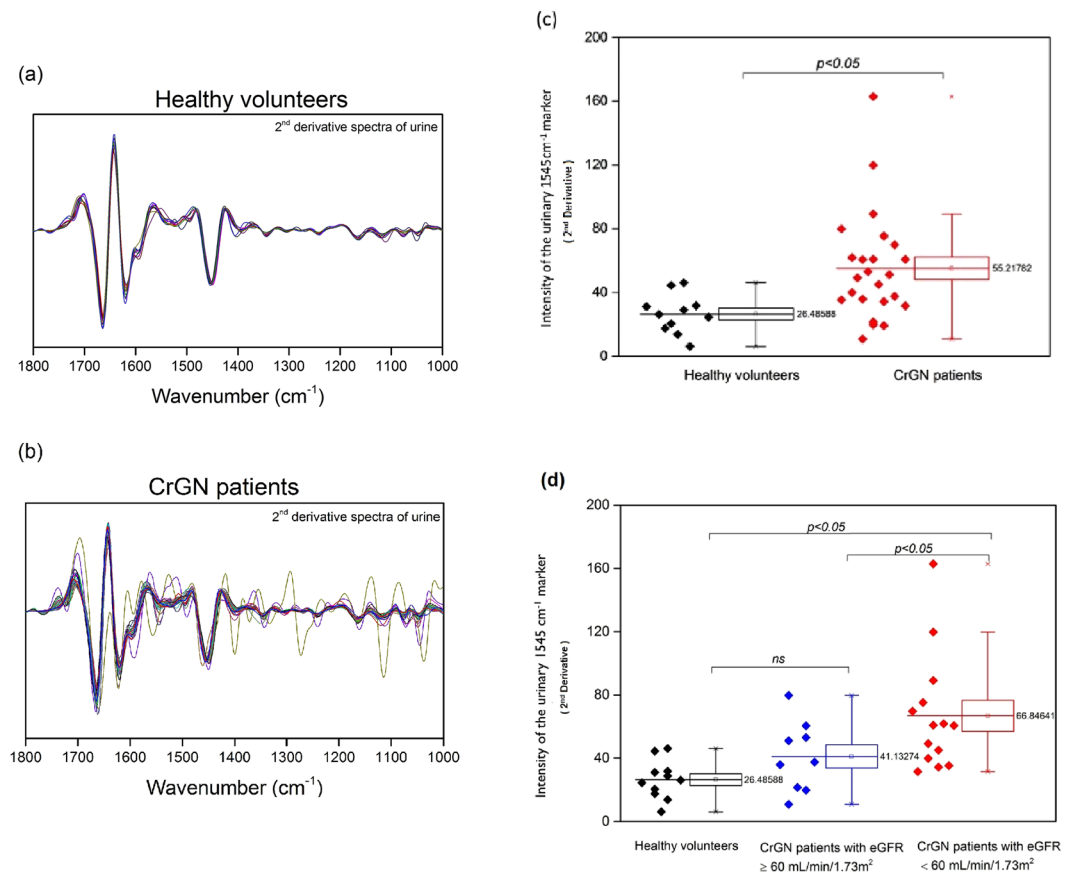 (a)
Healthy volunteers
2nd derivative spectra of urine
1800 1700 1600 1500 1400 1300 1200 1100 1000
Wavenumber (cm-1)
(b)
CrGN patients
2nd derivative spectra of urine
1800 1700 1600 1500 1400 1300 1200 1100 1000
Wavenumber (cm-1)
(c)
Intensity of the urinary 1545cm-1 marker
( 2nd Derivative )
200
160
120
80
40
0
p<0.05
26.48588
55.21782
Healthy volunteers CrGN patients
(d)
Intensity of the urinary 1545 cm-1 marker
( 2nd Derivative )
200
160
120
80
40
0
p<0.05
p<0.05
ns
26.48588
41.13274
66.84641
Healthy volunteers
CrGN patients with eGFR
≥ 60 mL/min/1.73m2
CrGN patients with eGFR
< 60 mL/min/1.73m2